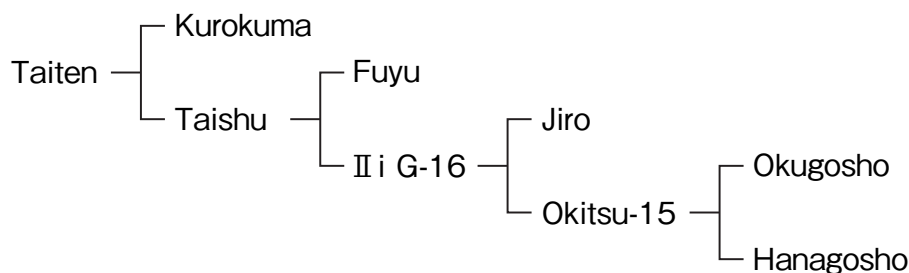 Kurokuma
Taiten
Fuyu
Taishu
Jiro
Ⅱi G-16
Okugosho
Okitsu-15
Hanagosho